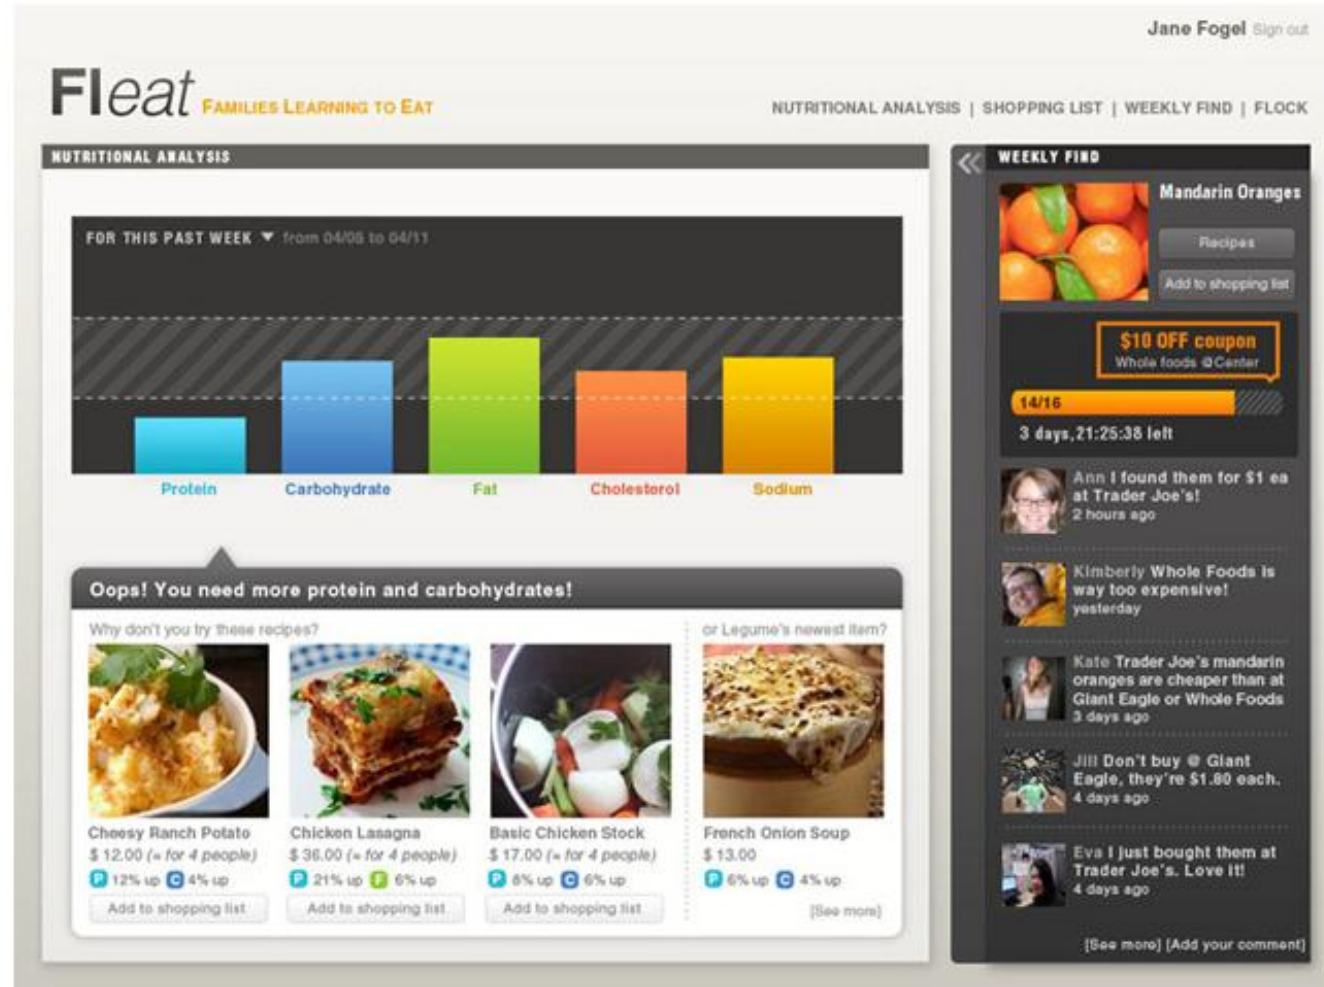 Jane Fogel Sign out
Fleat FAMILIES LEARNING TO EAT
NUTRITIONAL ANALYSIS | SHOPPING LIST | WEEKLY FIND | FLOCK
NUTRITIONAL ANALYSIS
FOR THIS PAST WEEK from 04/05 to 04/11
Protein
Carbohydrate
Fat
Cholesterol
Sodium
Oops! You need more protein and carbohydrates!
Why don't you try these recipes?
Cheesy Ranch Potato
$ 12.00 (= for 4 people)
P 12% up C 4% up
Add to shopping list
Chicken Lasagna
$ 36.00 (= for 4 people)
P 21% up F 6% up
Add to shopping list
Basic Chicken Stock
$ 17.00 (= for 4 people)
P 8% up C 6% up
Add to shopping list
or Legume's newest item?
French Onion Soup
$ 13.00
P 6% up C 4% up
[See more]
WEEKLY FIND
Mandarin Oranges
Recipes
Add to shopping list
$10 OFF coupon
Whole foods @Center
14/16
3 days,21:25:38 left
Ann I found them for $1 ea
at Trader Joe's!
2 hours ago
Kimberly Whole Foods is
way too expensive!
yesterday
Kate Trader Joe's mandarin
oranges are cheaper than at
Giant Eagle or Whole Foods
3 days ago
Jill Don't buy @ Giant
Eagle, they're $1.80 each.
4 days ago
Eva I just bought them at
Trader Joe's. Love it!
4 days ago
[See more] [Add your comment]